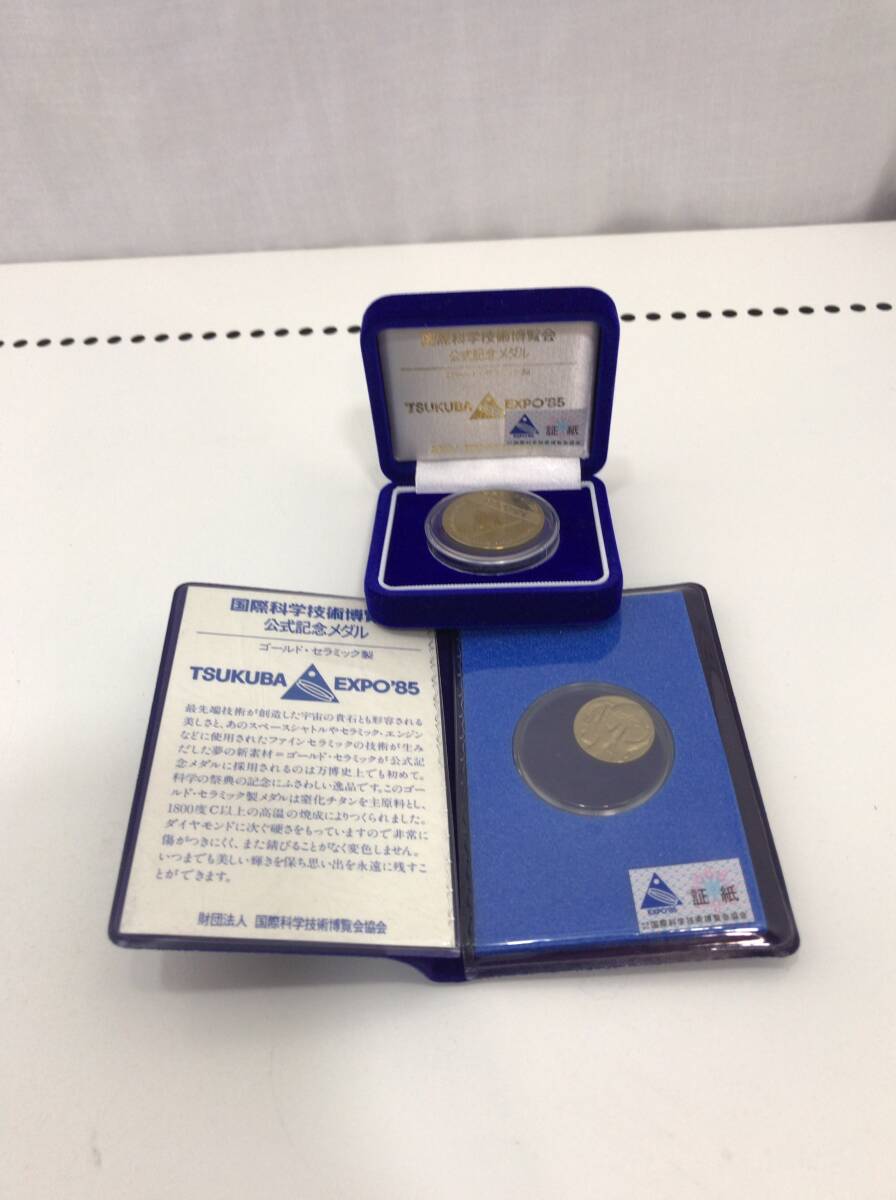 国際科学技術博覧会
公式記念メダル
TSUKUBA EXPO'85
EXPO'85
証 紙
国際科学技術博
公式記念メダル
ゴールド・セラミック製
TSUKUBA EXPO'85
最先端技術が創造した宇宙の貴石とも形容される
美しさと、あのスペースシャトルやセラミック・エンジン
などに使用されたファインセラミックの技術が生み
だした夢の新素材=ゴールド・セラミックが公式記
念メダルに採用されるのは万博史上でも初めて。
科学の祭典の記念にふさわしい逸品です。このゴー
ルド・セラミック製メダルは窒化チタンを主原料とし、
1800度C以上の高温の焼成によりつくられました。
ダイヤモンドに次ぐ硬さをもっていますので非常に
傷がつきにくく、また錆びることがなく変色しません。
いつまでも美しい輝きを保ち思い出を永遠に残すこ
とができます。
財団法人 国際科学技術博覧会協会
EXPO'85
証 紙